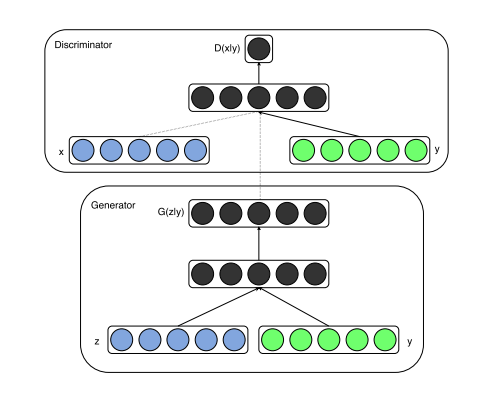 Discriminator
D(x|y)
x
y
Generator
G(z|y)
z
y